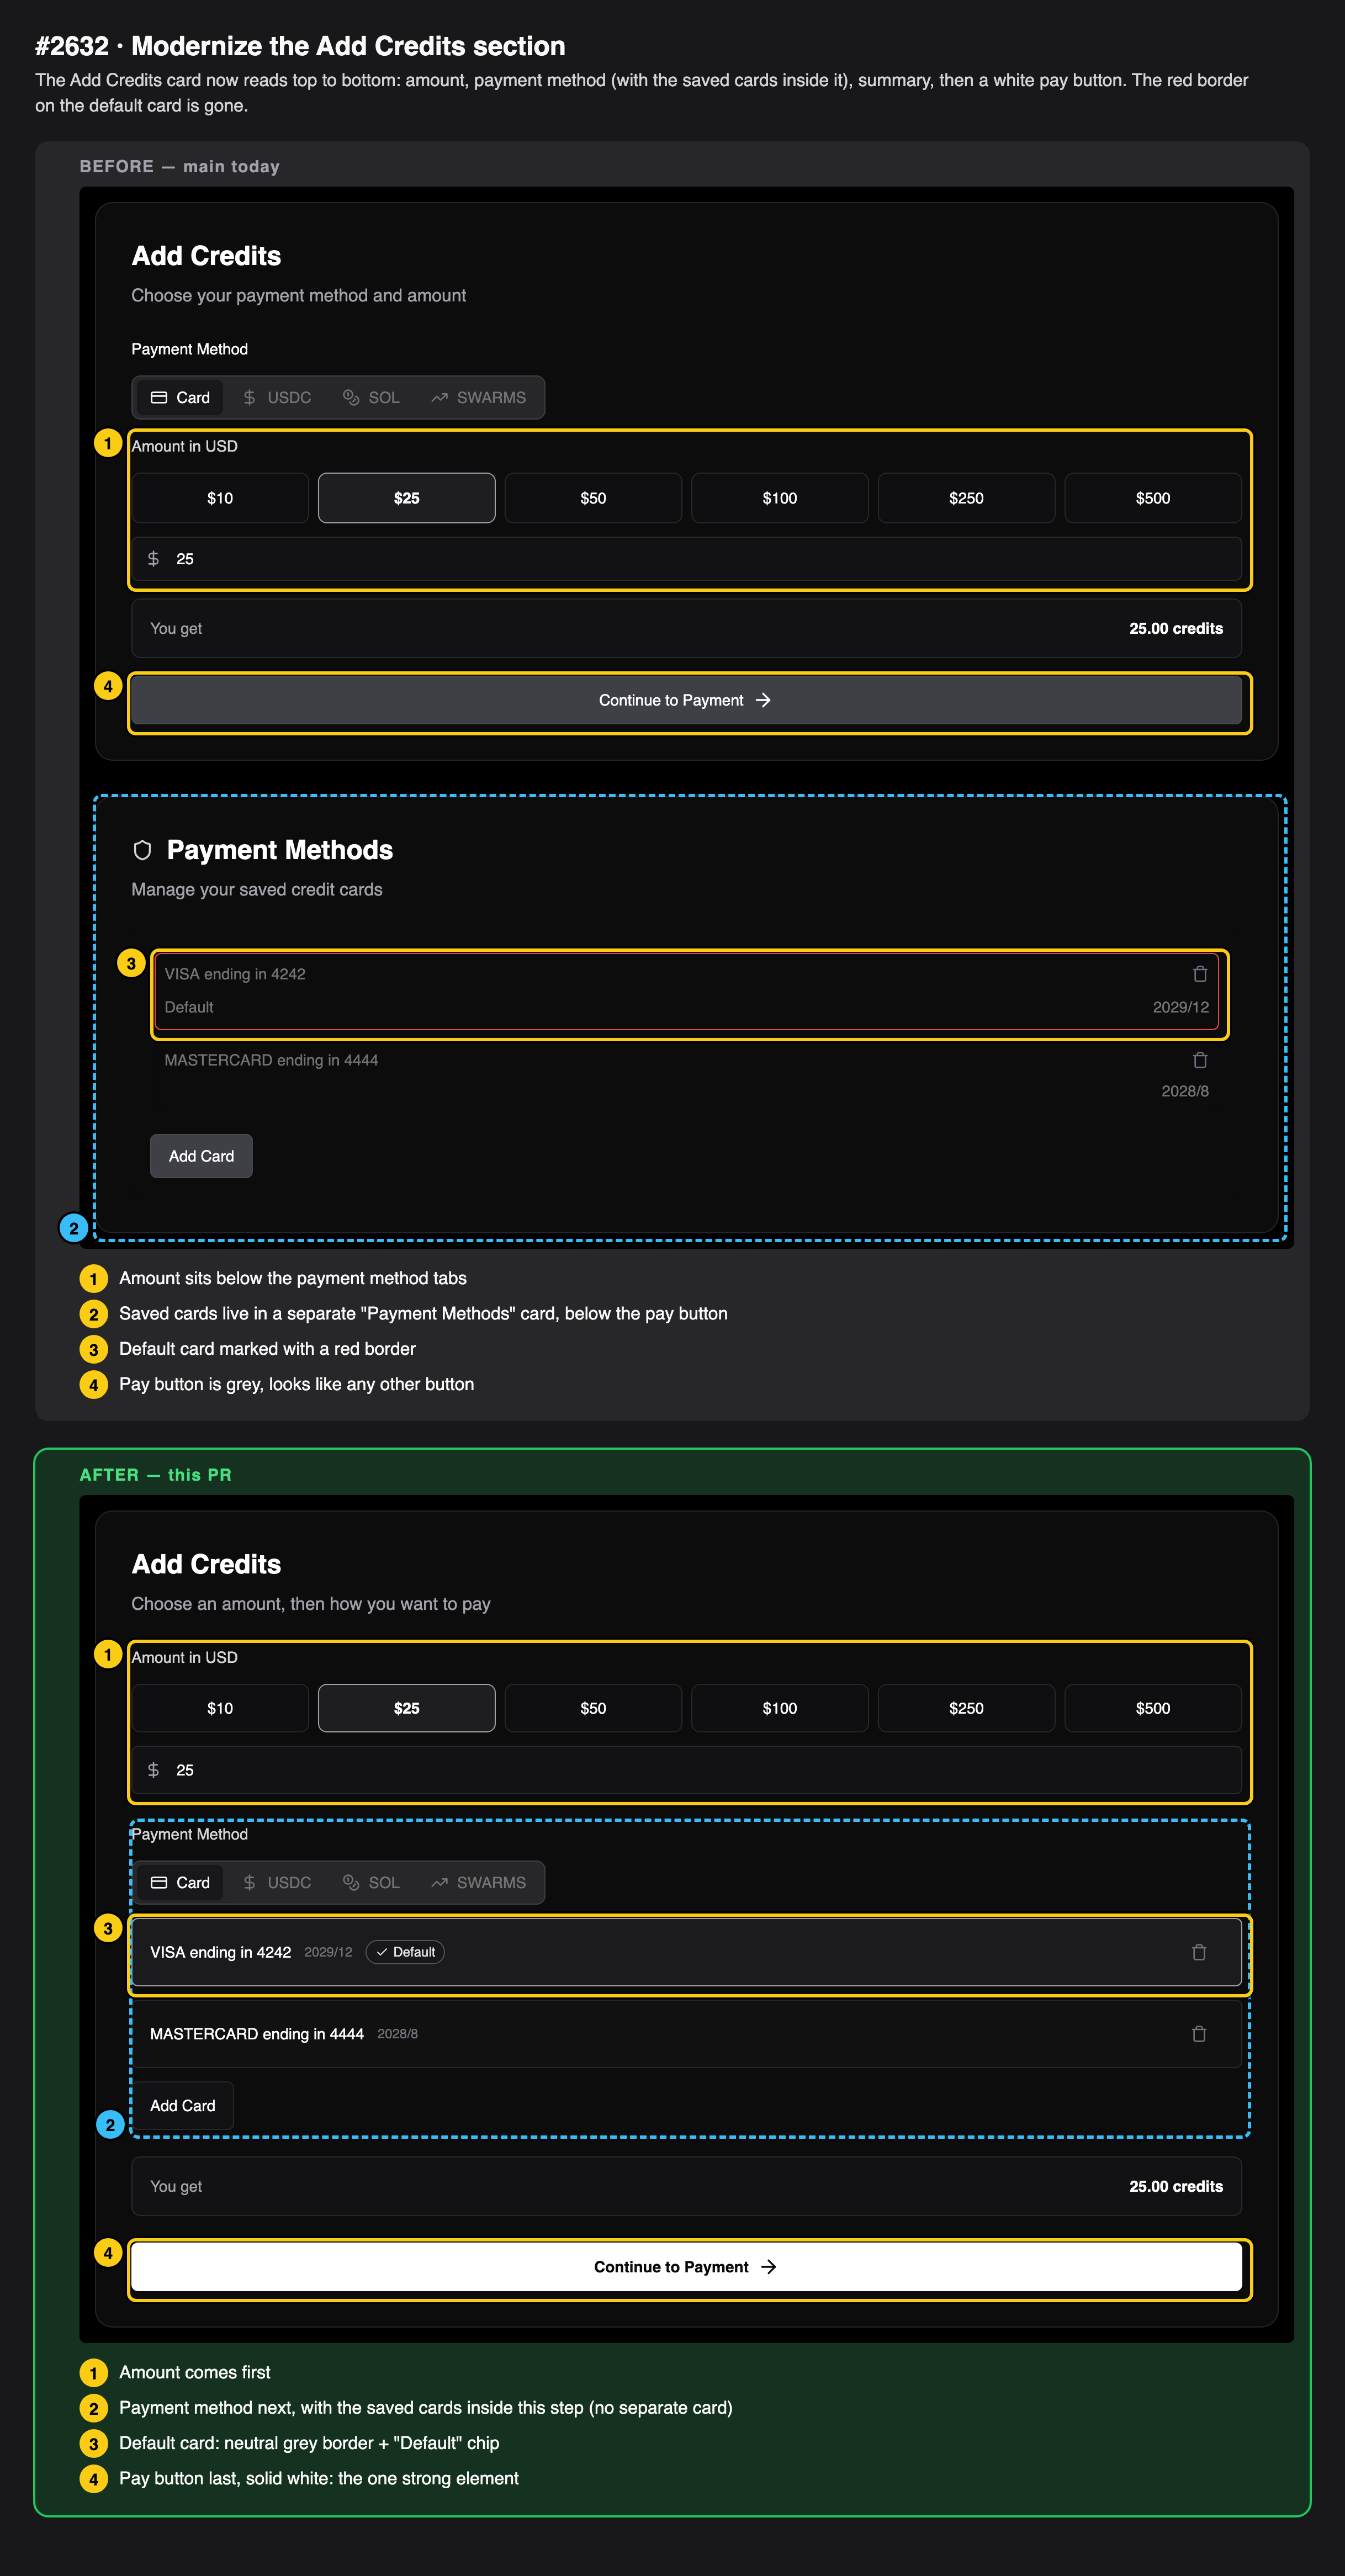 #2632 · Modernize the Add Credits section
The Add Credits card now reads top to bottom: amount, payment method (with the saved cards inside it), summary, then a white pay button. The red border
on the default card is gone.
BEFORE — main today
Add Credits
Choose your payment method and amount
Payment Method
Card USDC SOL SWARMS
1
Amount in USD
$10 $25 $50 $100 $250 $500
$ 25
You get 25.00 credits
4
Continue to Payment →
Payment Methods
Manage your saved credit cards
3
VISA ending in 4242
Default 2029/12
MASTERCARD ending in 4444
2028/8
Add Card
2
1 Amount sits below the payment method tabs
2 Saved cards live in a separate "Payment Methods" card, below the pay button
3 Default card marked with a red border
4 Pay button is grey, looks like any other button
AFTER — this PR
Add Credits
Choose an amount, then how you want to pay
1
Amount in USD
$10 $25 $50 $100 $250 $500
$ 25
Payment Method
Card USDC SOL SWARMS
3
VISA ending in 4242 2029/12 ✓ Default
MASTERCARD ending in 4444 2028/8
Add Card
2
You get 25.00 credits
4
Continue to Payment →
1 Amount comes first
2 Payment method next, with the saved cards inside this step (no separate card)
3 Default card: neutral grey border + "Default" chip
4 Pay button last, solid white: the one strong element